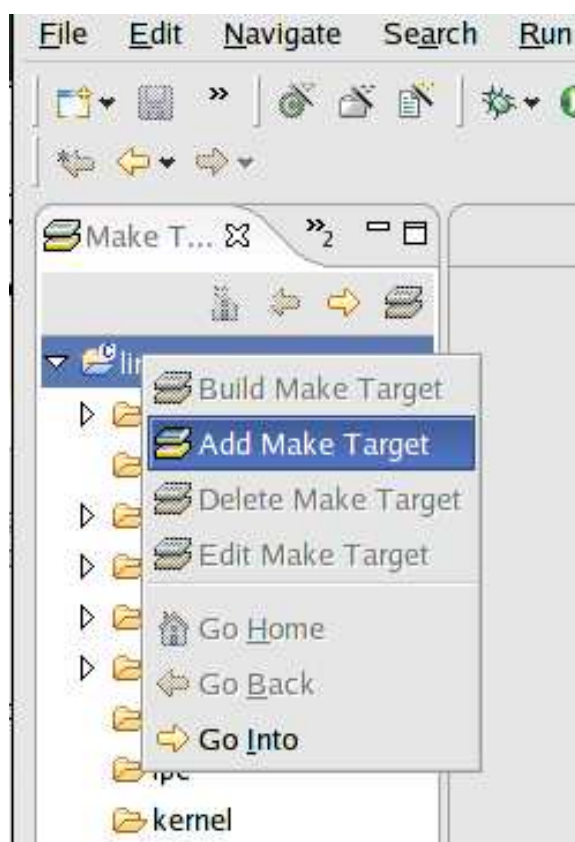 File Edit Navigate Search Run
»
Make T... »2
Build Make Target
Add Make Target
Delete Make Target
Edit Make Target
Go Home
Go Back
Go Into
kernel